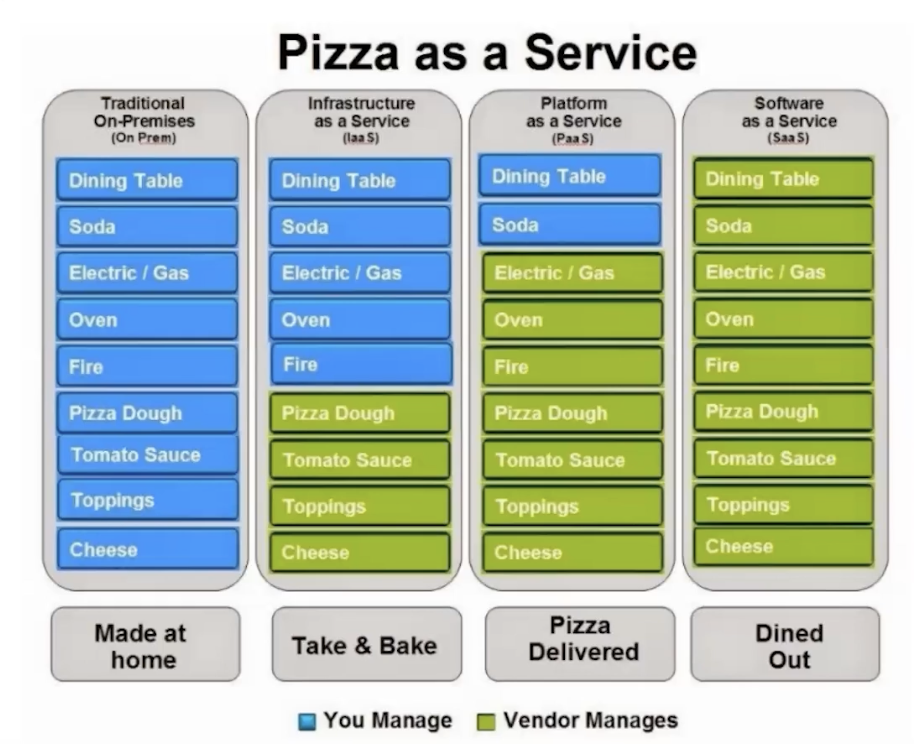 Pizza as a Service
Traditional
On-Premises
(On Prem)
Dining Table
Soda
Electric / Gas
Oven
Fire
Pizza Dough
Tomato Sauce
Toppings
Cheese
Made at
home
Infrastructure
as a Service
(IaaS)
Dining Table
Soda
Electric / Gas
Oven
Fire
Pizza Dough
Tomato Sauce
Toppings
Cheese
Take & Bake
Platform
as a Service
(PaaS)
Dining Table
Soda
Electric / Gas
Oven
Fire
Pizza Dough
Tomato Sauce
Toppings
Cheese
Pizza
Delivered
Software
as a Service
(SaaS)
Dining Table
Soda
Electric / Gas
Oven
Fire
Pizza Dough
Tomato Sauce
Toppings
Cheese
Dined
Out
You Manage
Vendor Manages